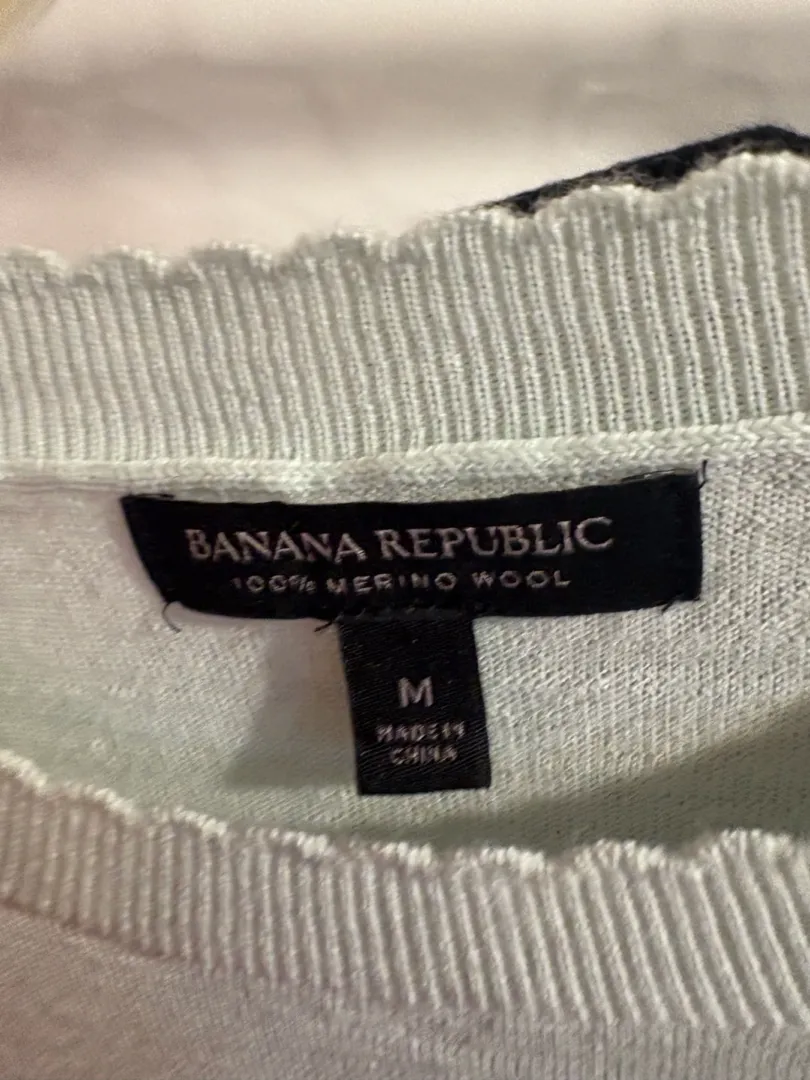 BANANA REPUBLIC
100% MERINO WOOL
M
MADE IN
CHINA